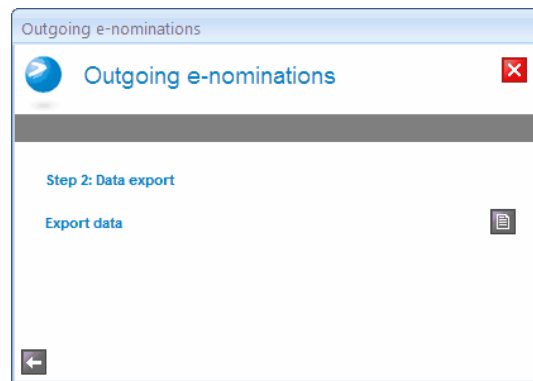 Outgoing e-nominations
Outgoing e-nominations
Step 2: Data export
Export data